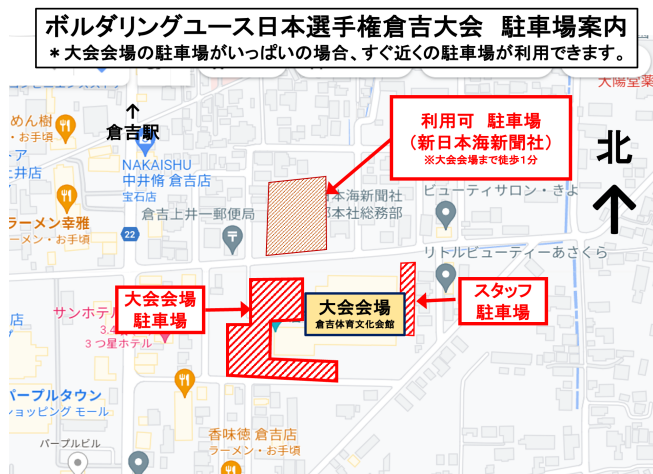 ボルダリングユース日本選手権倉吉大会　駐車場案内
＊大会会場の駐車場がいっぱいの場合、すぐ近くの駐車場が利用できます。
大陽堂薬
↑
倉吉駅
めん樹
・お手頃
利用可　駐車場
（新日本海新聞社）
※大会会場まで徒歩1分
北
NAKAISHU
中井脩 倉吉店
宝石店
ラーメン幸雅
ラーメン・お手頃
倉吉上井一郵便局
22
本海新聞社
部本社総務部
ビューティサロン・きよ
リトルビューティーあさくら
大会会場
駐車場
サンホテル
3つ星ホテル
大会会場
倉吉体育文化会館
スタッフ
駐車場
パープルタウン
ショッピング モール
パープルビル
香味徳 倉吉店
ラーメン・お手頃